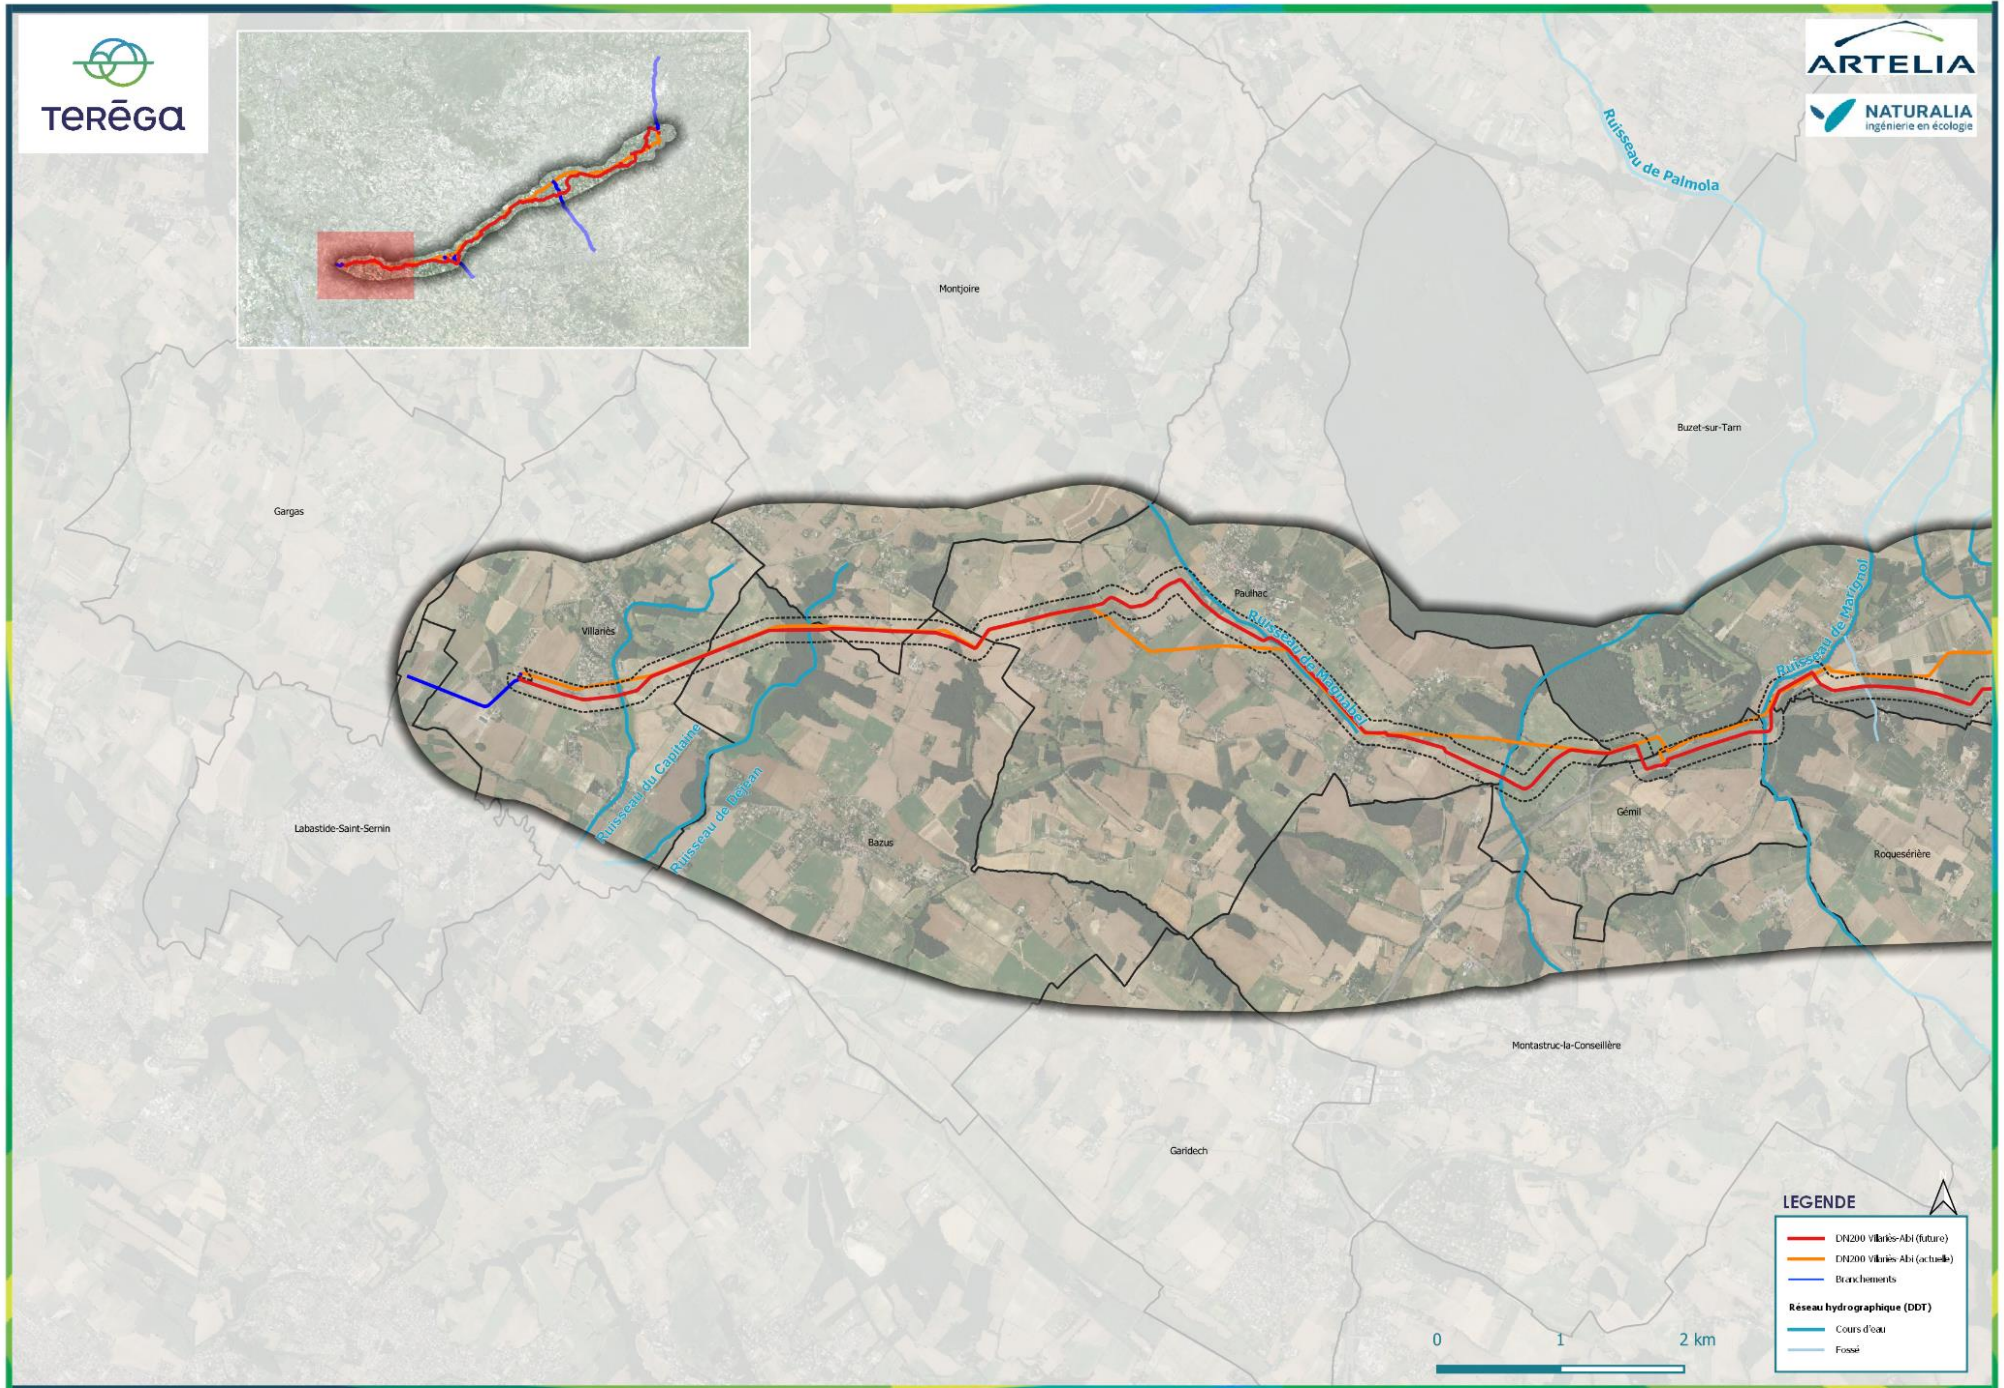 TERĒGA
ARTELIA
NATURALIA
ingénierie en écologie
Ruisseau de Palmola
Montjoire
Buzet-sur-Tarn
Gargas
Paulhac
Villariès
Ruisseau de Magnabel
Ruisseau de Marignol
Ruisseau du Capitaine
Ruisseau de Dejean
Labastide-Saint-Sernin
Bazus
Gémil
Roquesérière
Montastruc-la-Conseillère
Garidech
LEGENDE
DN200 Villariès-Albi (future)
DN200 Villariès-Albi (actuelle)
Branchements
Réseau hydrographique (DDT)
Cours d'eau
Fossé
0 1 2 km